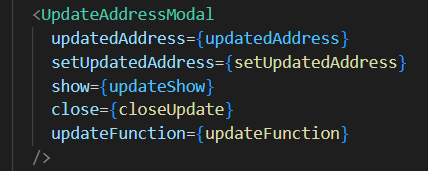 <UpdateAddressModal
updatedAddress={updatedAddress}
setUpdatedAddress={setUpdatedAddress}
show={updateShow}
close={closeUpdate}
updateFunction={updateFunction}
/>